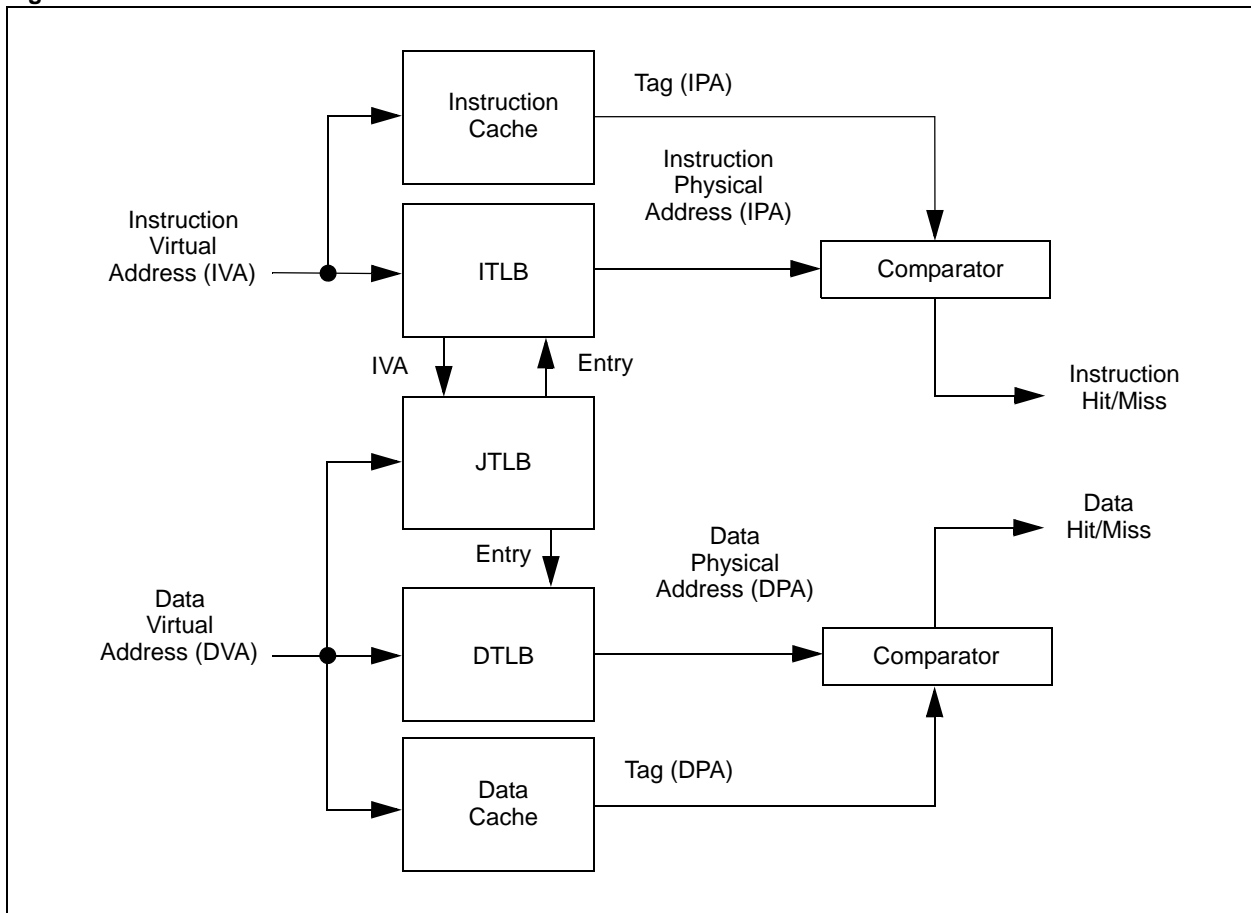 Instruction
Cache
Tag (IPA)
Instruction
Physical
Address (IPA)
Instruction
Virtual
Address (IVA)
ITLB
Comparator
IVA
Entry
Instruction
Hit/Miss
JTLB
Data
Hit/Miss
Entry
Data
Physical
Address (DPA)
Data
Virtual
Address (DVA)
DTLB
Comparator
Tag (DPA)
Data
Cache